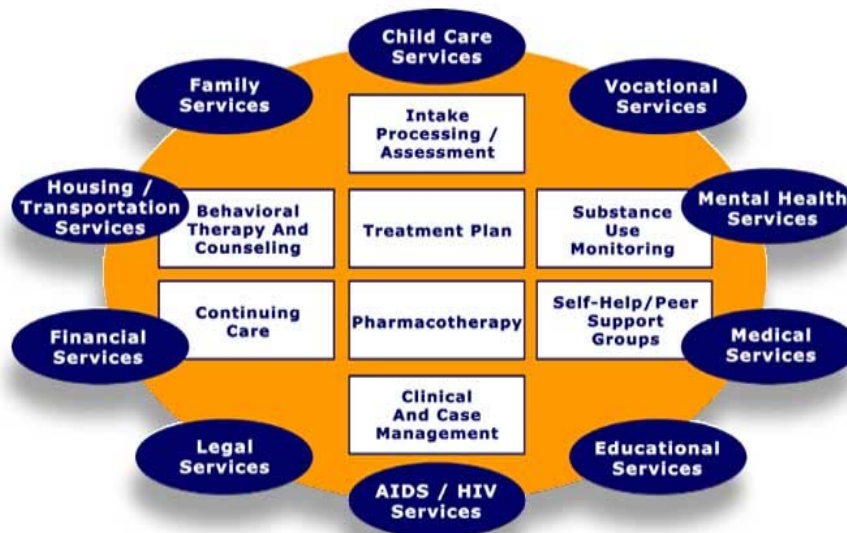 Child Care
Services
Family
Services
Vocational
Services
Intake
Processing /
Assessment
Housing /
Transportation
Services
Behavioral
Therapy And
Counseling
Treatment Plan
Substance
Use
Monitoring
Mental Health
Services
Financial
Services
Continuing
Care
Pharmacotherapy
Self-Help/Peer
Support
Groups
Medical
Services
Clinical
And Case
Management
Legal
Services
Educational
Services
AIDS / HIV
Services